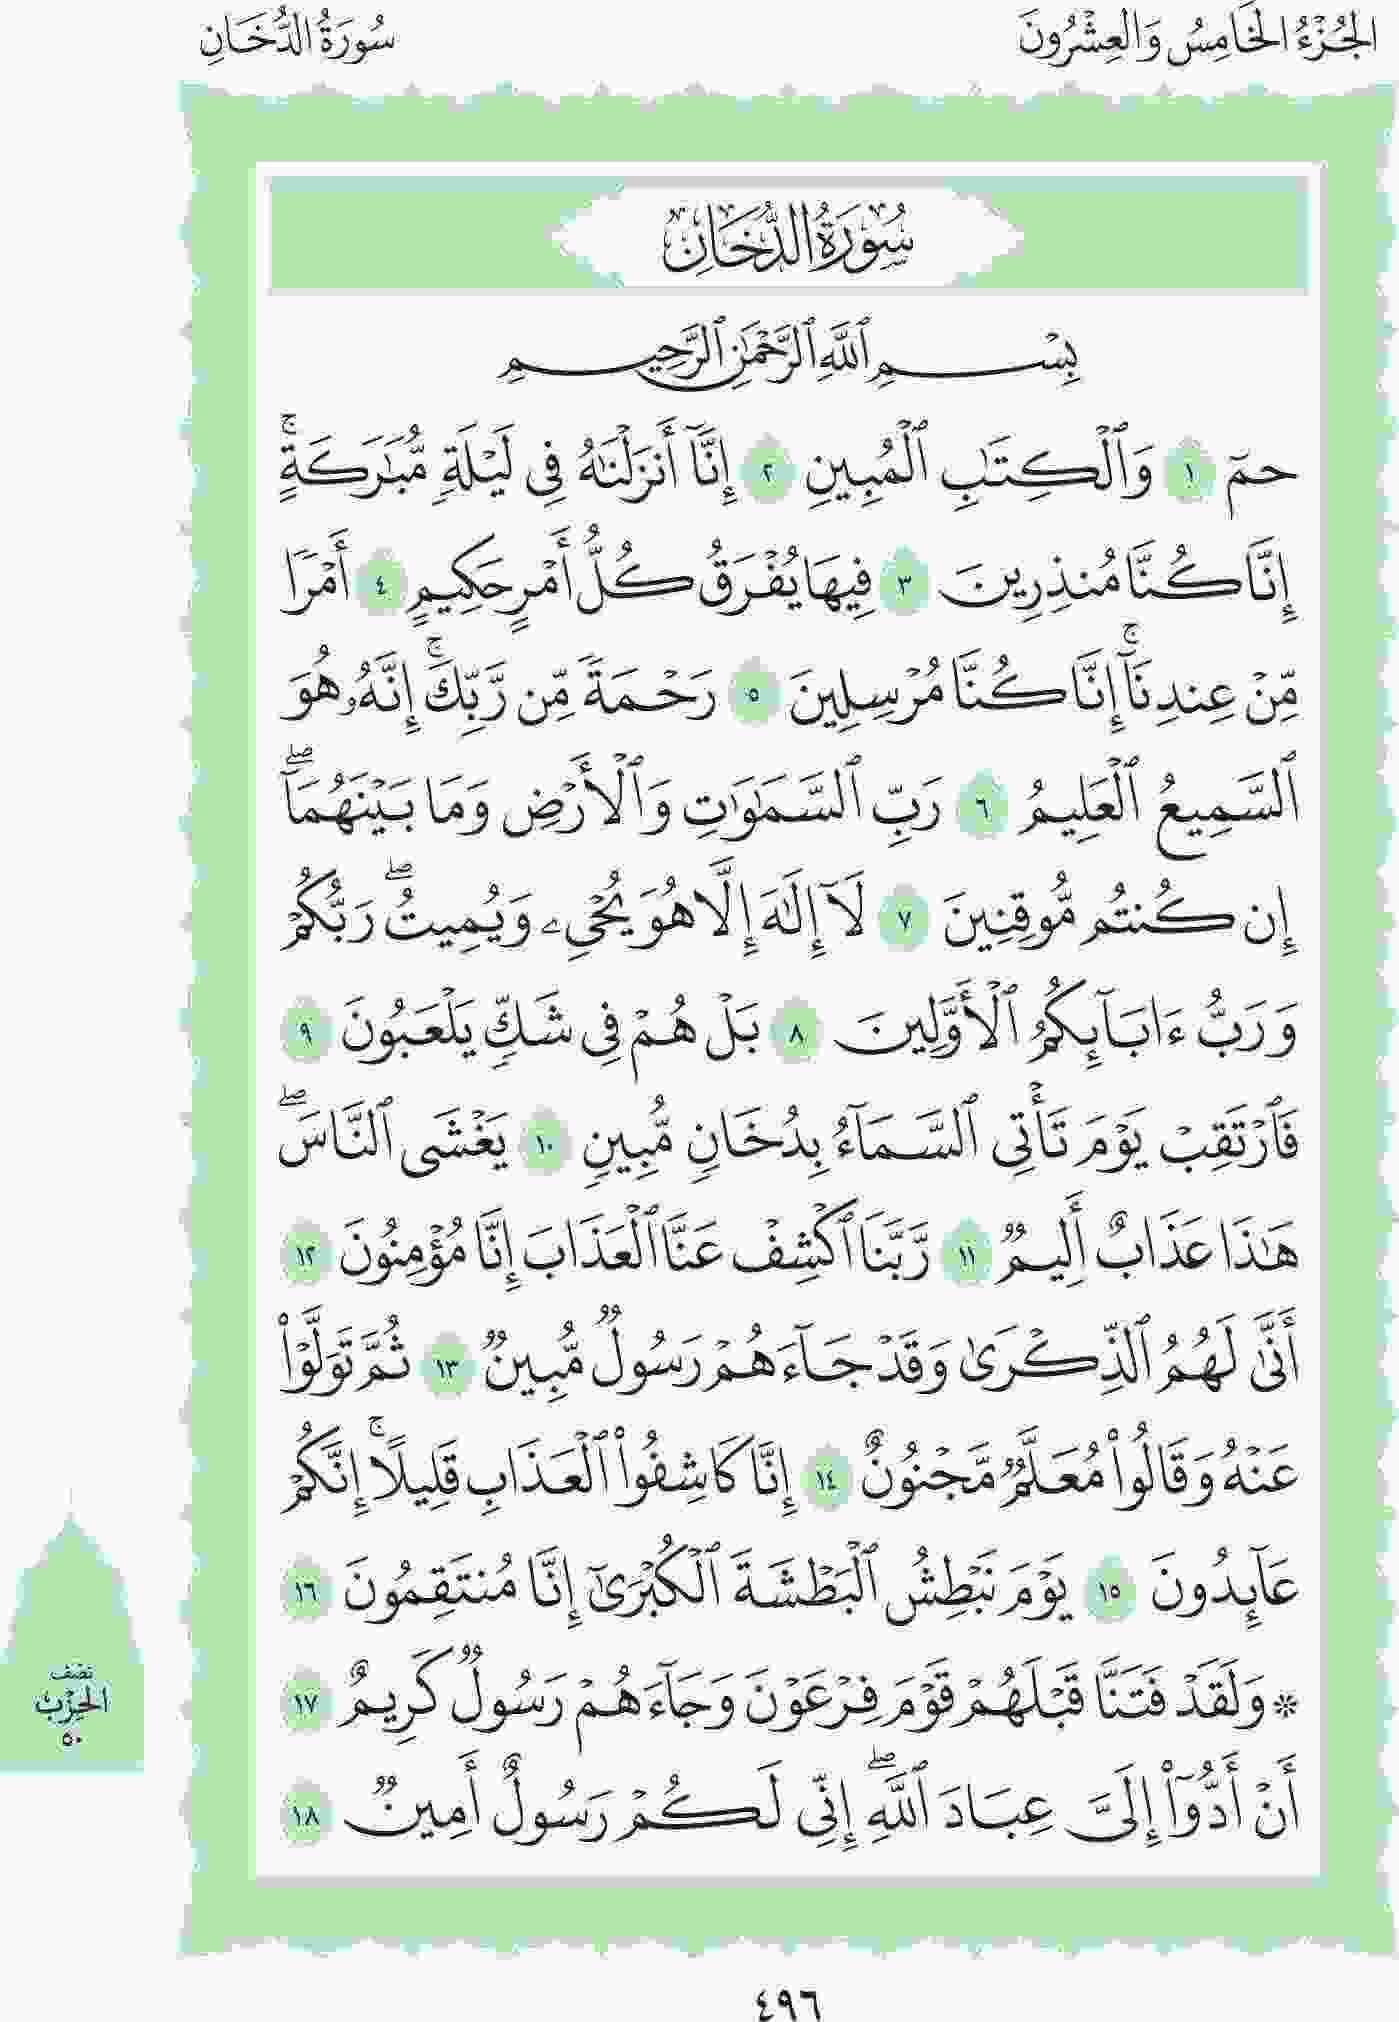 الجُزْءُ الخَامِسُ وَالعِشْرُونَ
سُورَةُ الدُّخَانِ
سُورَةُ الدُّخَانِ
بِسْمِ ٱللَّهِ ٱلرَّحْمَٰنِ ٱلرَّحِيمِ
حمٓ ١ وَٱلْكِتَٰبِ ٱلْمُبِينِ ٢ إِنَّآ أَنزَلْنَٰهُ فِى لَيْلَةٍ مُّبَٰرَكَةٍ ۚ
إِنَّا كُنَّا مُنذِرِينَ ٣ فِيهَا يُفْرَقُ كُلُّ أَمْرٍ حَكِيمٍ ٤ أَمْرًا
مِّنْ عِندِنَآ ۚ إِنَّا كُنَّا مُرْسِلِينَ ٥ رَحْمَةً مِّن رَّبِّكَ ۚ إِنَّهُۥ هُوَ
ٱلسَّمِيعُ ٱلْعَلِيمُ ٦ رَبِّ ٱلسَّمَٰوَٰتِ وَٱلْأَرْضِ وَمَا بَيْنَهُمَآ ۖ
إِن كُنتُم مُّوقِنِينَ ٧ لَآ إِلَٰهَ إِلَّا هُوَ يُحْىِۦ وَيُمِيتُ ۖ رَبُّكُمْ
وَرَبُّ ءَابَآئِكُمُ ٱلْأَوَّلِينَ ٨ بَلْ هُمْ فِى شَكٍّ يَلْعَبُونَ ٩
فَٱرْتَقِبْ يَوْمَ تَأْتِى ٱلسَّمَآءُ بِدُخَانٍ مُّبِينٍ ١٠ يَغْشَى ٱلنَّاسَ ۖ
هَٰذَا عَذَابٌ أَلِيمٌ ١١ رَّبَّنَا ٱكْشِفْ عَنَّا ٱلْعَذَابَ إِنَّا مُؤْمِنُونَ ١٢
أَنَّىٰ لَهُمُ ٱلذِّكْرَىٰ وَقَدْ جَآءَهُمْ رَسُولٌ مُّبِينٌ ١٣ ثُمَّ تَوَلَّوْا۟
عَنْهُ وَقَالُوا۟ مُعَلَّمٌ مَّجْنُونٌ ١٤ إِنَّا كَاشِفُوا۟ ٱلْعَذَابِ قَلِيلًا ۚ إِنَّكُمْ
عَآئِدُونَ ١٥ يَوْمَ نَبْطِشُ ٱلْبَطْشَةَ ٱلْكُبْرَىٰٓ إِنَّا مُنتَقِمُونَ ١٦
۞ وَلَقَدْ فَتَنَّا قَبْلَهُمْ قَوْمَ فِرْعَوْنَ وَجَآءَهُمْ رَسُولٌ كَرِيمٌ ١٧
أَنْ أَدُّوٓا۟ إِلَىَّ عِبَادَ ٱللَّهِ ۖ إِنِّى لَكُمْ رَسُولٌ أَمِينٌ ١٨
نصْف
الحِزْبِ
٥٠
٤٩٦